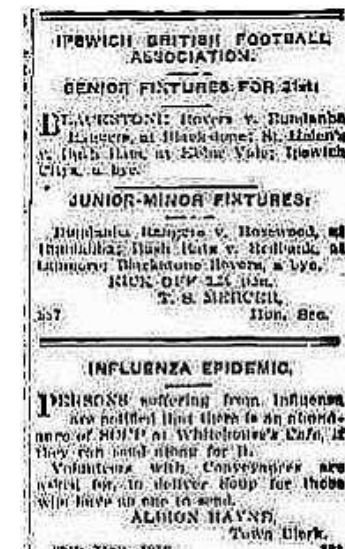 IPSWICH BRITISH FOOTBALL
ASSOCIATION.
SENIOR FIXTURES FOR 21st:
BLACKSTONE Rovers v. Bundamba
Rangers, at Blackstone; St. Helen's
v. Bush Rats, at Ebbw Vale; Ipswich
City, a bye.
JUNIOR-MINOR FIXTURES:
Bundamba Rangers v. Rosewood, at
Bundamba; Bush Rats v. Redbank, at
Blackstone Rovers, a bye.
KICK-OFF
T. S. MERCER,
Hon. Sec.
INFLUENZA EPIDEMIC.
PERSONS suffering from Influenza
are notified that there is an abund-
ance of SOUP at Whitehouse's Cafe, if
they can send along for it.
Volunteers with Conveyances are
asked for, to deliver Soup for those
who have no one to send.
ALBION HAYNE,
Town Clerk.